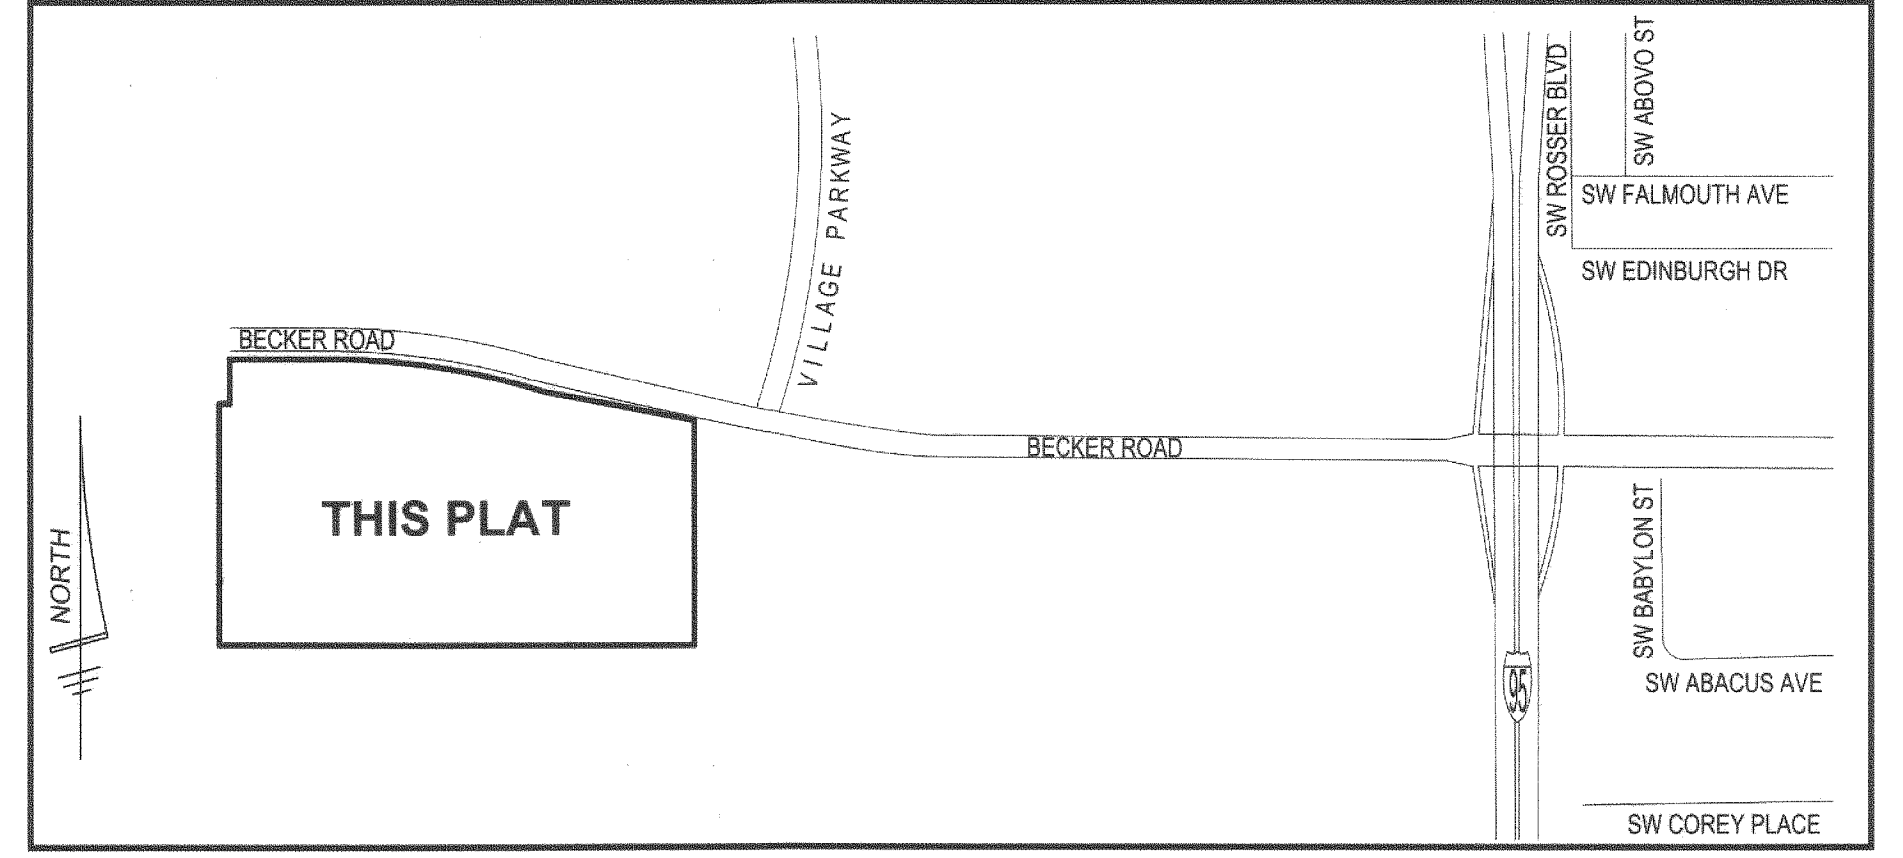 SW ABOVO ST
SW ROSSER BLVD
VILLAGE PARKWAY
SW FALMOUTH AVE
SW EDINBURGH DR
BECKER ROAD
BECKER ROAD
THIS PLAT
NORTH
SW BABYLON ST
95
SW ABACUS AVE
SW COREY PLACE